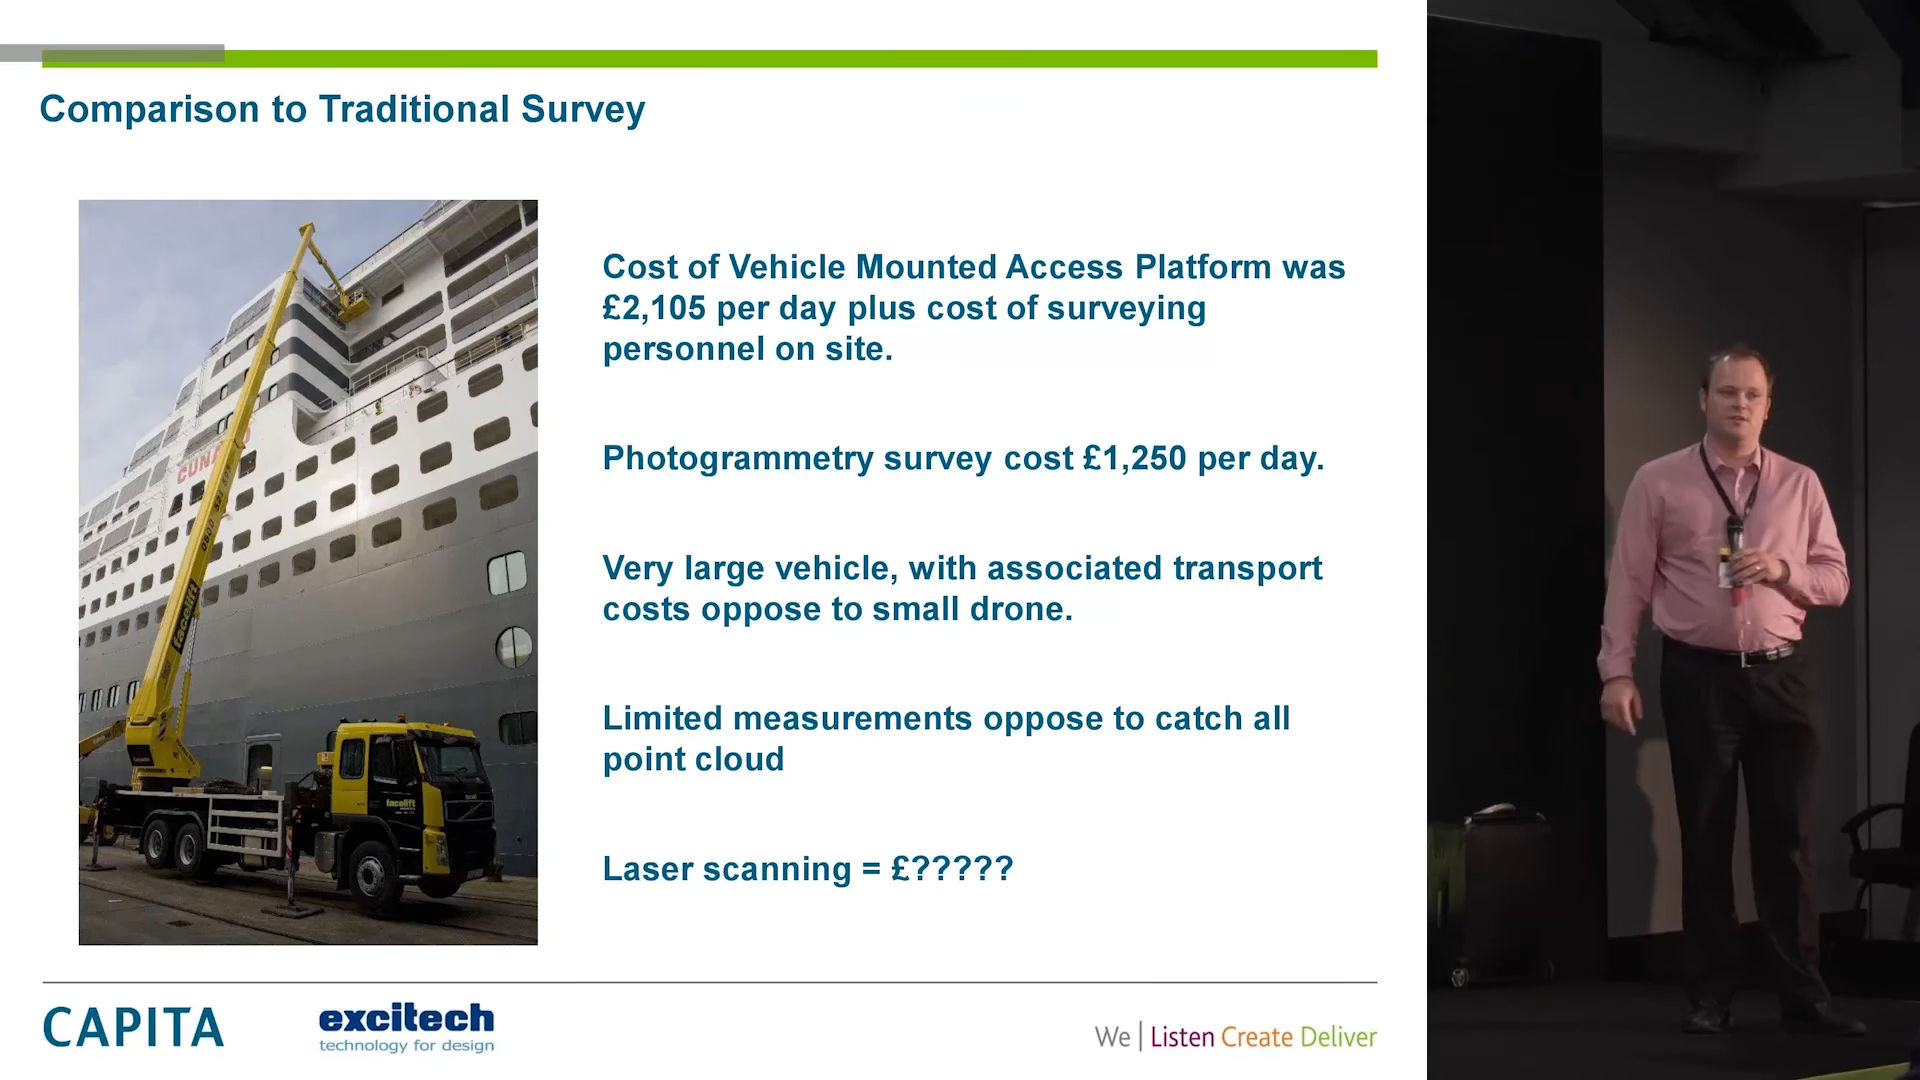 Comparison to Traditional Survey
Cost of Vehicle Mounted Access Platform was
£2,105 per day plus cost of surveying
personnel on site.
Photogrammetry survey cost £1,250 per day.
Very large vehicle, with associated transport
costs oppose to small drone.
Limited measurements oppose to catch all
point cloud
Laser scanning = £?????
CUNA
facelift
facelift
CAPITA
excitech
technology for design
We | Listen Create Deliver